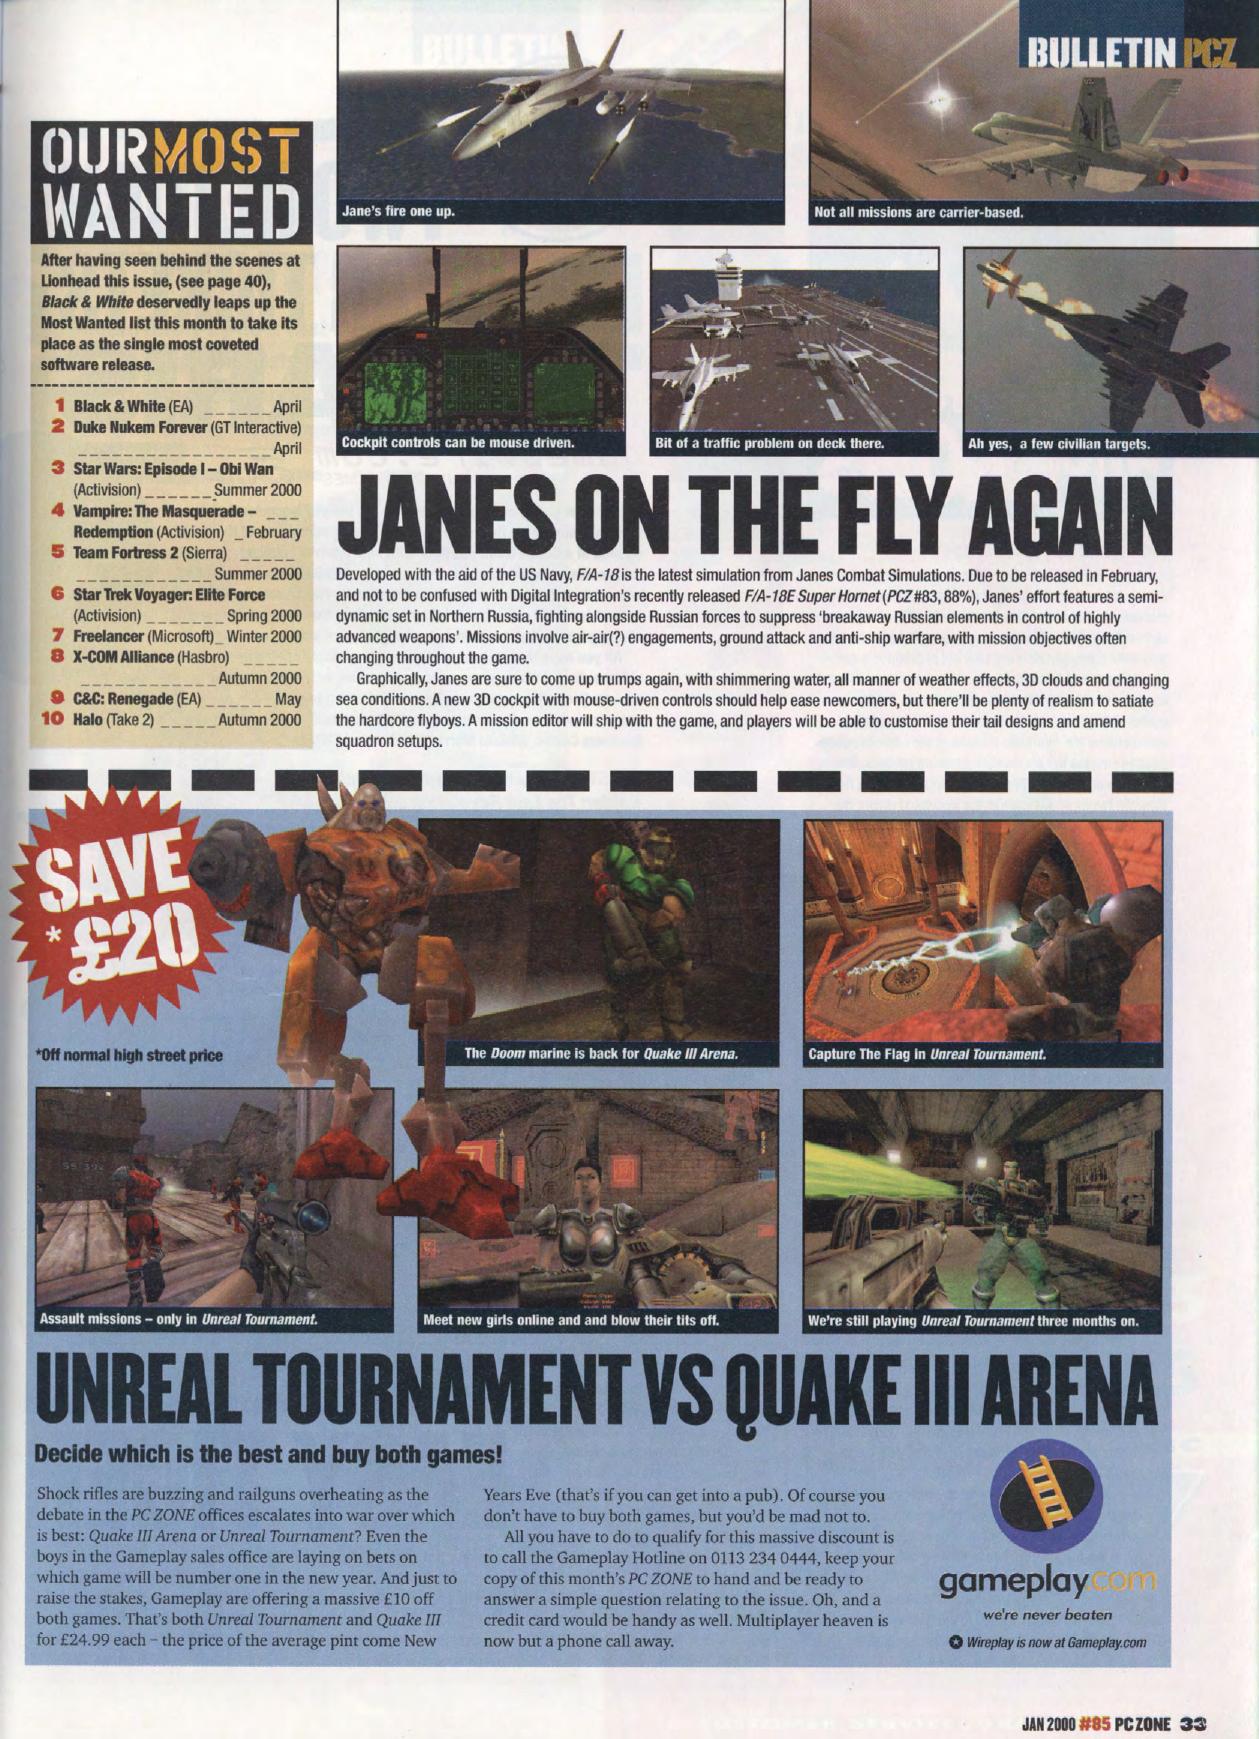 BULLETIN PCZ
OUR MOST
WANTED
After having seen behind the scenes at
Lionhead this issue, (see page 40),
Black & White deservedly leaps up the
Most Wanted list this month to take its
place as the single most coveted
software release.
1 Black & White (EA) ______ April
2 Duke Nukem Forever (GT Interactive)
__________________ April
3 Star Wars: Episode I – Obi Wan
(Activision) ______ Summer 2000
4 Vampire: The Masquerade – ___
Redemption (Activision) _ February
5 Team Fortress 2 (Sierra) _____
____________ Summer 2000
6 Star Trek Voyager: Elite Force
(Activision) _______ Spring 2000
7 Freelancer (Microsoft)_ Winter 2000
8 X-COM Alliance (Hasbro) _____
____________ Autumn 2000
9 C&C: Renegade (EA) ______ May
10 Halo (Take 2) _____ Autumn 2000
Jane's fire one up.
Not all missions are carrier-based.
Cockpit controls can be mouse driven.
Bit of a traffic problem on deck there.
Ah yes, a few civilian targets.
JANES ON THE FLY AGAIN
Developed with the aid of the US Navy, F/A-18 is the latest simulation from Janes Combat Simulations. Due to be released in February,
and not to be confused with Digital Integration's recently released F/A-18E Super Hornet (PCZ #83, 88%), Janes' effort features a semi-
dynamic set in Northern Russia, fighting alongside Russian forces to suppress 'breakaway Russian elements in control of highly
advanced weapons'. Missions involve air-air(?) engagements, ground attack and anti-ship warfare, with mission objectives often
changing throughout the game.
Graphically, Janes are sure to come up trumps again, with shimmering water, all manner of weather effects, 3D clouds and changing
sea conditions. A new 3D cockpit with mouse-driven controls should help ease newcomers, but there'll be plenty of realism to satiate
the hardcore flyboys. A mission editor will ship with the game, and players will be able to customise their tail designs and amend
squadron setups.
SAVE
*£20
*Off normal high street price
The Doom marine is back for Quake III Arena.
Capture The Flag in Unreal Tournament.
Assault missions – only in Unreal Tournament.
Meet new girls online and and blow their tits off.
We're still playing Unreal Tournament three months on.
UNREAL TOURNAMENT VS QUAKE III ARENA
Decide which is the best and buy both games!
Shock rifles are buzzing and railguns overheating as the
debate in the PC ZONE offices escalates into war over which
is best: Quake III Arena or Unreal Tournament? Even the
boys in the Gameplay sales office are laying on bets on
which game will be number one in the new year. And just to
raise the stakes, Gameplay are offering a massive £10 off
both games. That's both Unreal Tournament and Quake III
for £24.99 each – the price of the average pint come New
Years Eve (that's if you can get into a pub). Of course you
don't have to buy both games, but you'd be mad not to.
All you have to do to qualify for this massive discount is
to call the Gameplay Hotline on 0113 234 0444, keep your
copy of this month's PC ZONE to hand and be ready to
answer a simple question relating to the issue. Oh, and a
credit card would be handy as well. Multiplayer heaven is
now but a phone call away.
gameplay.com
we're never beaten
Wireplay is now at Gameplay.com
JAN 2000 #85 PC ZONE 33